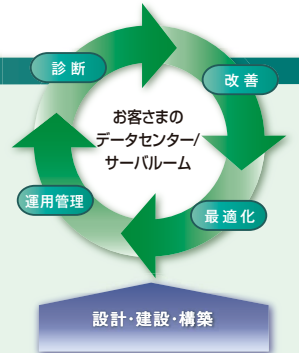 診断
改善
お客さまの
データセンター/
サーバルーム
運用管理
最適化
設計・建設・構築